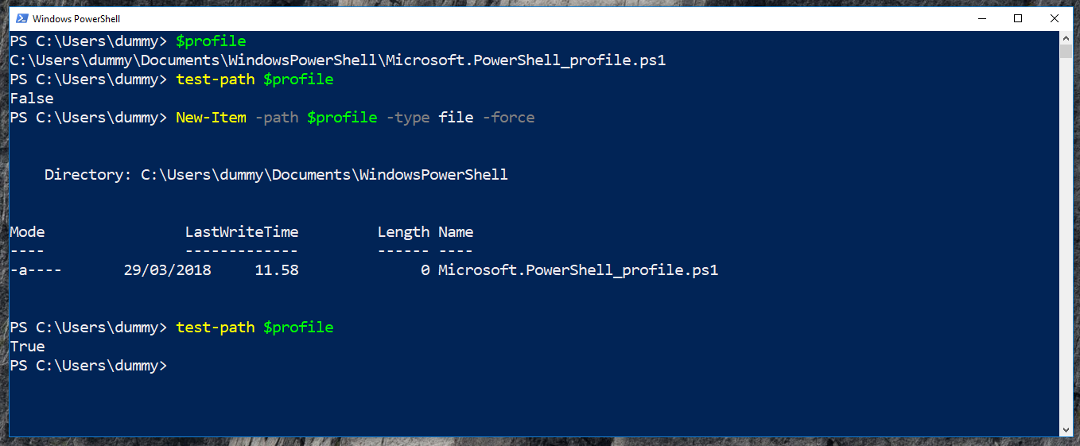 Windows PowerShell
PS C:\Users\dummy> $profile
C:\Users\dummy\Documents\WindowsPowerShell\Microsoft.PowerShell_profile.ps1
PS C:\Users\dummy> test-path $profile
False
PS C:\Users\dummy> New-Item -path $profile -type file -force
    Directory: C:\Users\dummy\Documents\WindowsPowerShell
Mode                LastWriteTime         Length Name
----                -------------         ------ ----
-a----       29/03/2018     11.58              0 Microsoft.PowerShell_profile.ps1
PS C:\Users\dummy> test-path $profile
True
PS C:\Users\dummy>